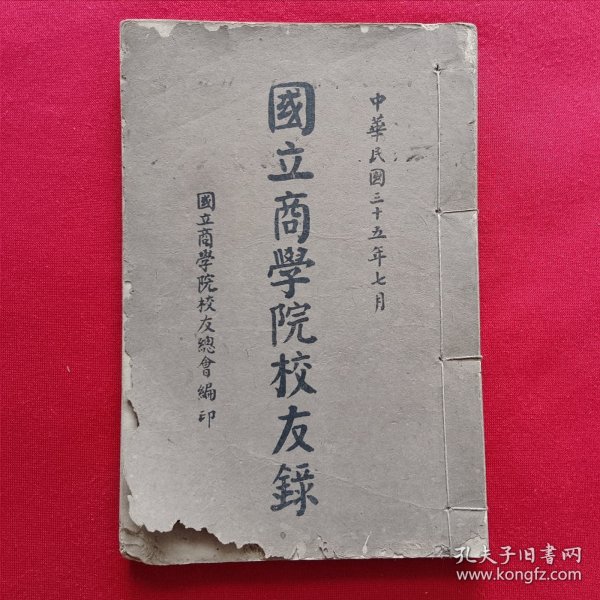 中華民國三十五年七月
國立商學院校友錄
國立商學院校友總會編印
孔夫子旧书网
www.kongfz.com